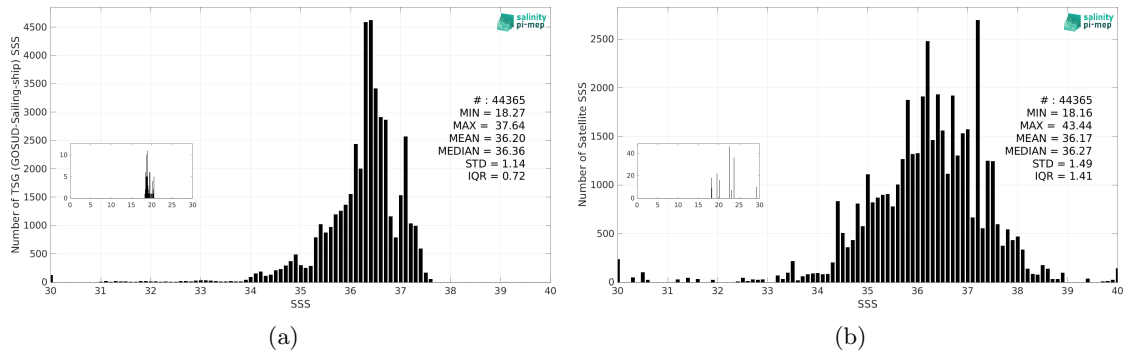 salinity
pi-mep
Number of TSG (GOSUD-Sailing-ship) SSS
4500
4000
3500
3000
2500
2000
1500
1000
500
0
# : 44365
MIN = 18.27
MAX = 37.64
MEAN = 36.20
MEDIAN = 36.36
STD = 1.14
IQR = 0.72
10
5
0
0 5 10 15 20 25 30
30 31 32 33 34 35 36 37 38 39 40
SSS
(a)
salinity
pi-mep
Number of Satellite SSS
2500
2000
1500
1000
500
0
# : 44365
MIN = 18.16
MAX = 43.44
MEAN = 36.17
MEDIAN = 36.27
STD = 1.49
IQR = 1.41
40
20
0
0 5 10 15 20 25 30
30 31 32 33 34 35 36 37 38 39 40
SSS
(b)